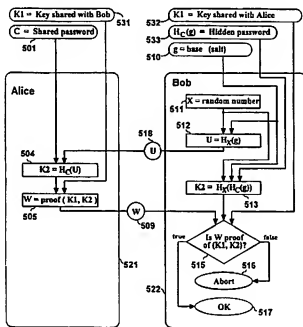 K1 = Key shared with Bob
531
C = Shared password
501
532
K1 = Key shared with Alice
533
H_C(g) = Hidden password
510
g = base (salt)
Alice
Bob
X = random number
511
512
U = H_X(g)
518
U
504
K2 = H_C(U)
K2 = H_X(H_C(g))
513
W = proof ( K1, K2 )
505
W
509
true
false
Is W proof
of {K1, K2}?
515
516
Abort
521
522
OK
517